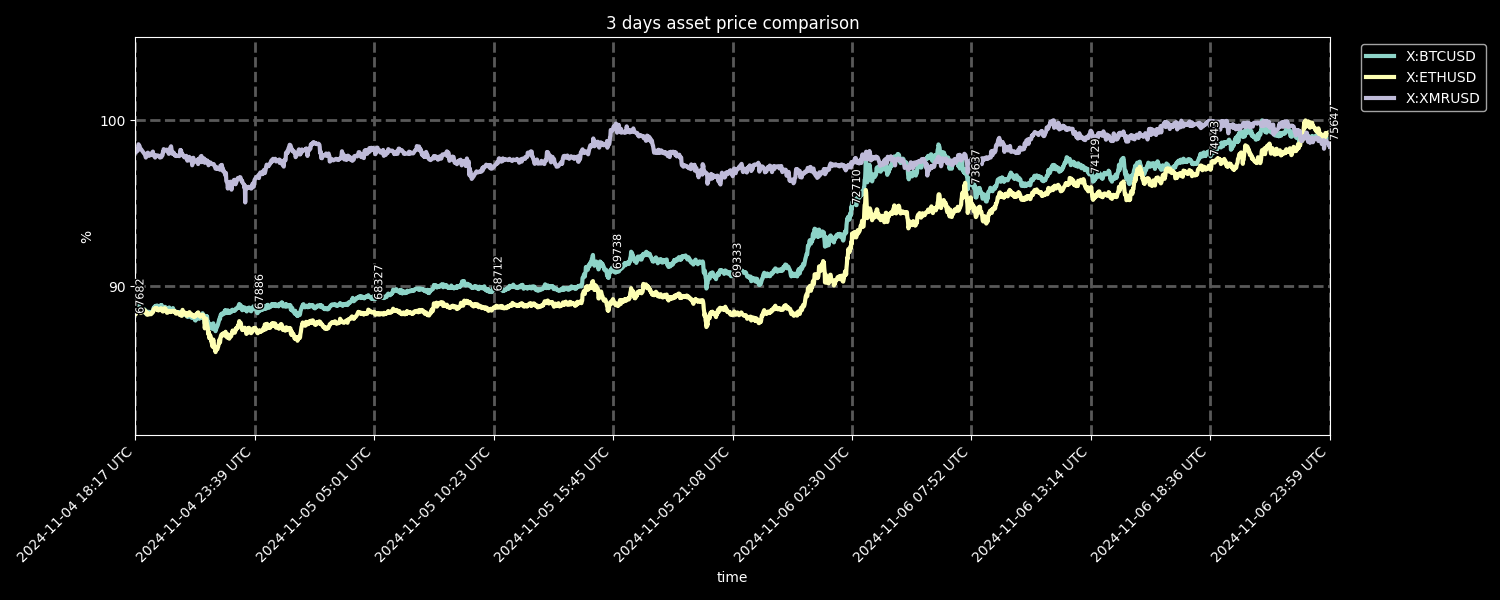 3 days asset price comparison
X:BTCUSD
X:ETHUSD
X:XMRUSD
100
90
%
67682
67886
68327
68712
69738
69333
72710
73637
74129
74943
75647
2024-11-04 18:17 UTC
2024-11-04 23:39 UTC
2024-11-05 05:01 UTC
2024-11-05 10:23 UTC
2024-11-05 15:45 UTC
2024-11-05 21:08 UTC
2024-11-06 02:30 UTC
2024-11-06 07:52 UTC
2024-11-06 13:14 UTC
2024-11-06 18:36 UTC
2024-11-06 23:59 UTC
time